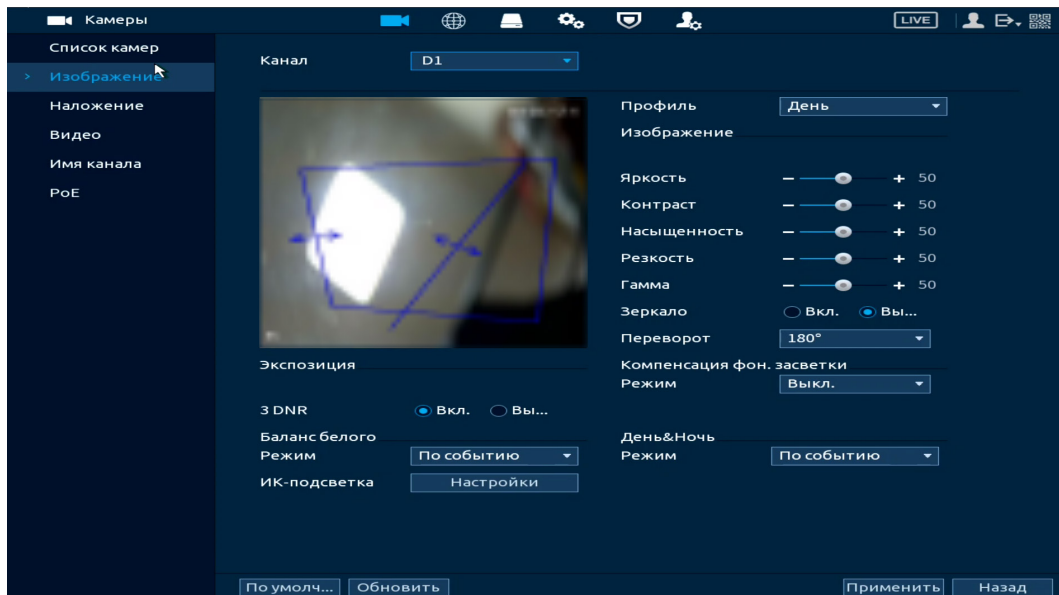 Камеры LIVE
Список камер
Изображение
Наложение
Видео
Имя канала
PoE
Канал D1
Профиль День
Изображение
Яркость 50
Контраст 50
Насыщенность 50
Резкость 50
Гамма 50
Зеркало Вкл. Вы...
Переворот 180°
Компенсация фон. засветки
Режим Выкл.
Экспозиция
3 DNR Вкл. Вы...
Баланс белого
Режим По событию
ИК-подсветка Настройки
День&Ночь
Режим По событию
По умолч... Обновить Применить Назад